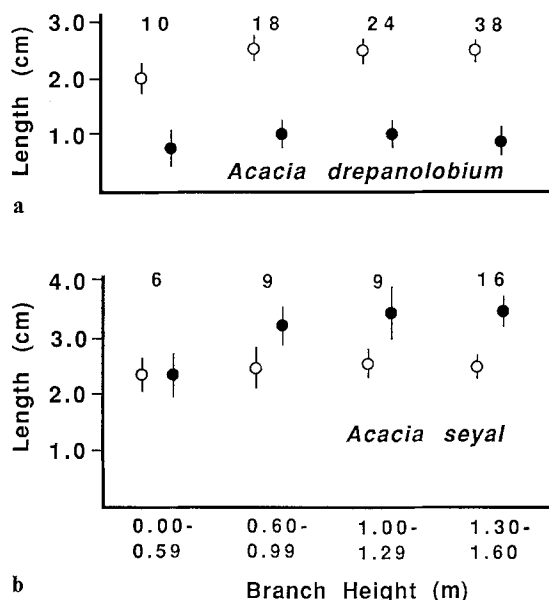 3.0
10 18 24 38
2.0
1.0
Length (cm)
Acacia drepanolobium
a
4.0
6 9 9 16
3.0
2.0
1.0
Length (cm)
Acacia seyal
0.00-
0.59
0.60-
0.99
1.00-
1.29
1.30-
1.60
b
Branch Height (m)